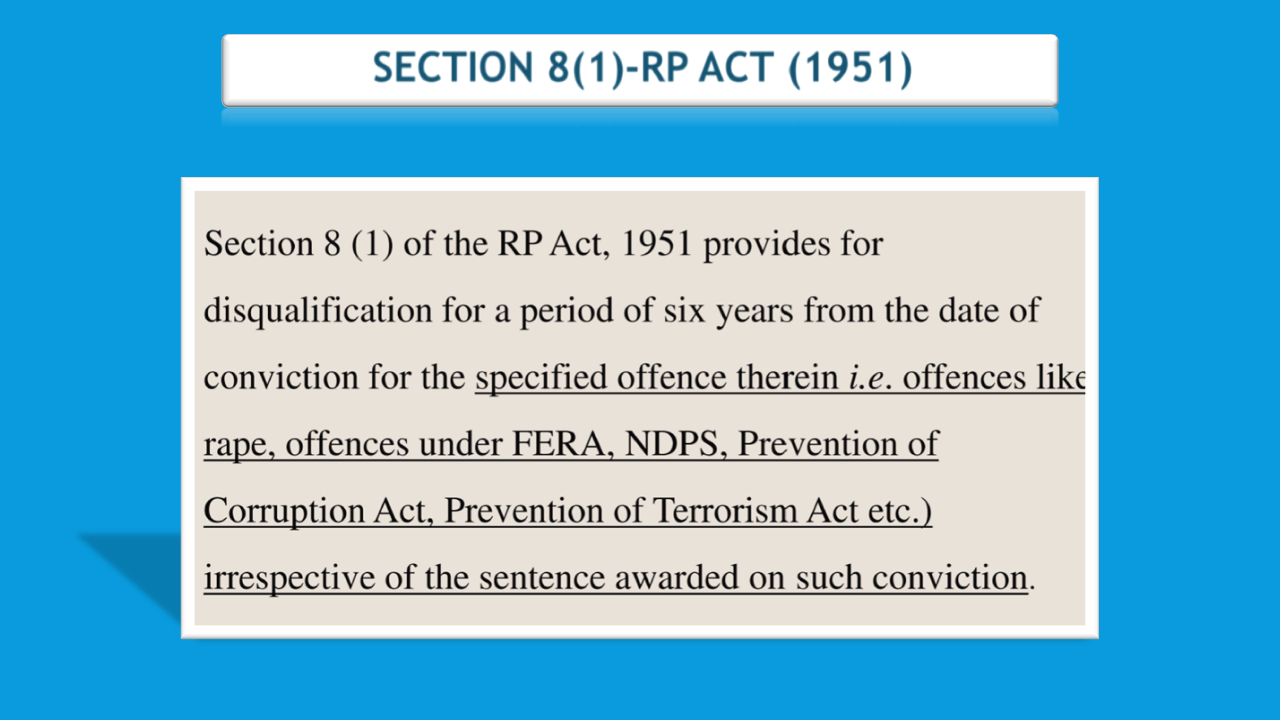 SECTION 8(1)-RP ACT (1951)
Section 8 (1) of the RP Act, 1951 provides for
disqualification for a period of six years from the date of
conviction for the specified offence therein i.e. offences like
rape, offences under FERA, NDPS, Prevention of
Corruption Act, Prevention of Terrorism Act etc.)
irrespective of the sentence awarded on such conviction.